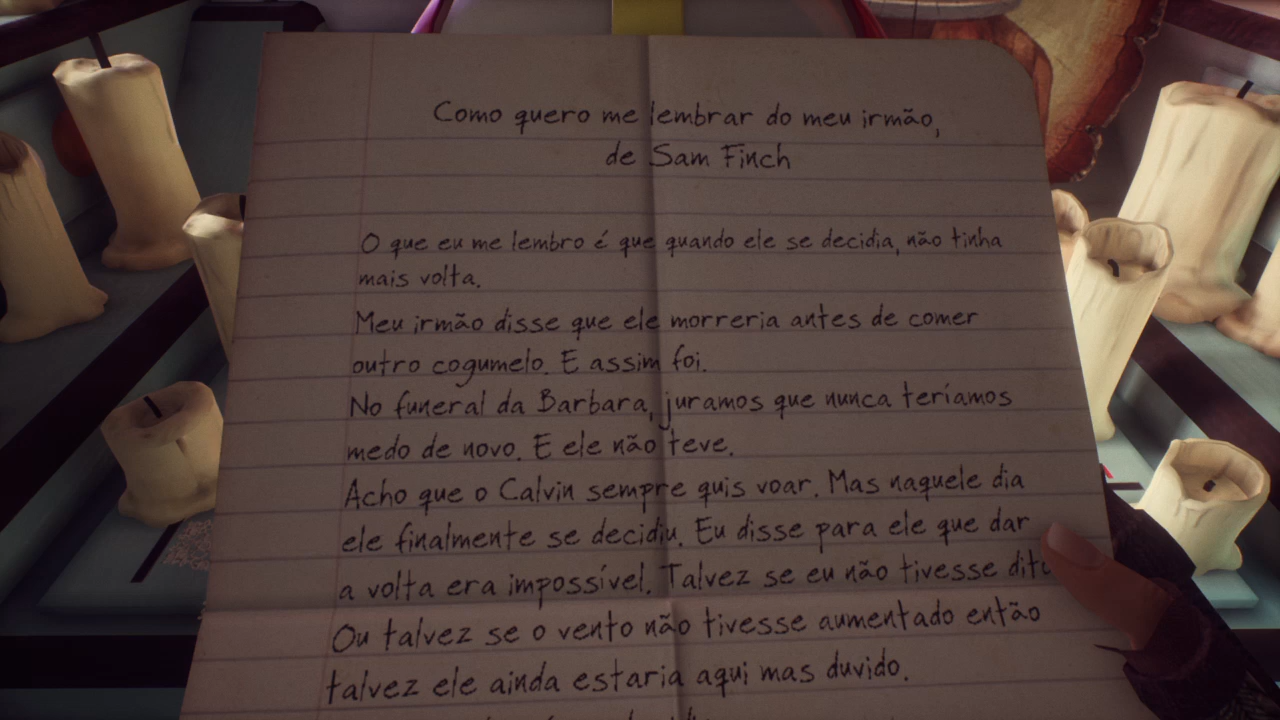 Como quero me lembrar do meu irmão,
de Sam Finch
O que eu me lembro é que quando ele se decidia, não tinha
mais volta.
Meu irmão disse que ele morreria antes de comer
outro cogumelo. E assim foi.
No funeral da Barbara, juramos que nunca teríamos
medo de novo. E ele não teve.
Acho que o Calvin sempre quis voar. Mas naquele dia
ele finalmente se decidiu. Eu disse para ele que dar
a volta era impossível. Talvez se eu não tivesse
Ou talvez se o vento não tivesse aumentado então
talvez ele ainda estaria aqui mas duvido.